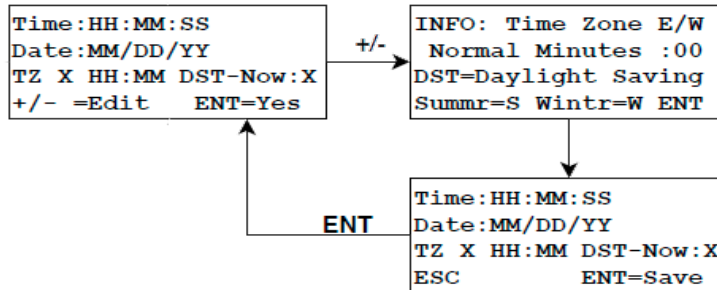 Time:HH:MM:SS
Date:MM/DD/YY
TZ X HH:MM DST-Now:X
+/- =Edit ENT=Yes
+/-
INFO: Time Zone E/W
Normal Minutes :00
DST=Daylight Saving
Summr=S Wintr=W ENT
Time:HH:MM:SS
Date:MM/DD/YY
TZ X HH:MM DST-Now:X
ESC ENT=Save
ENT